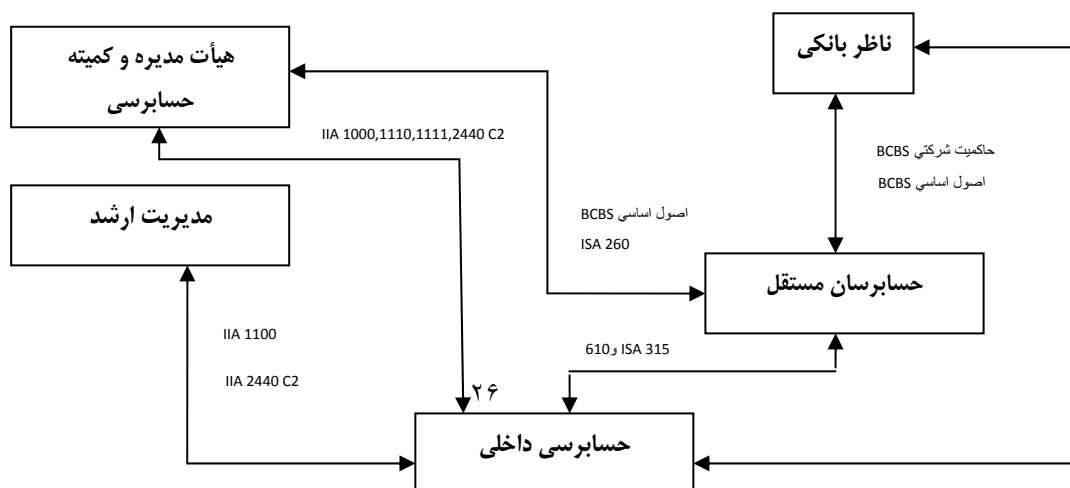 ناظر بانکی
هیأت مدیره و کمیته
حسابرسی
IIA 1000,1110,1111,2440 C2
حاکمیت شرکتي BCBS
اصول اساسي BCBS
مدیریت ارشد
اصول اساسي BCBS
ISA 260
حسابرسان مستقل
IIA 1100
IIA 2440 C2
ISA 315 و610
۲۶
حسابرسی داخلی